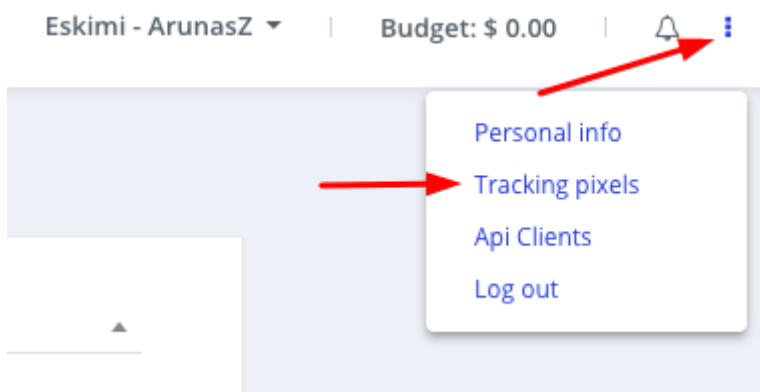 Eskimi - ArunasZ
Budget: $ 0.00
Personal info
Tracking pixels
Api Clients
Log out